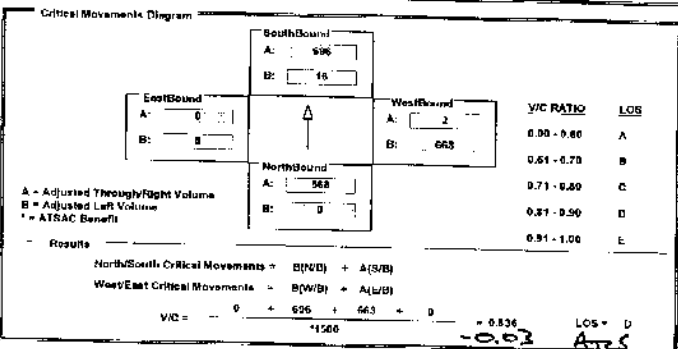 Critical Movements Diagram
SouthBound
A: 696
B: 16
EastBound
A: 0
B: 0
WestBound
A: 2
B: 663
NorthBound
A: 568
B: 0
V/C RATIO LOS
0.00 - 0.60 A
0.61 - 0.70 B
0.71 - 0.80 C
0.81 - 0.90 D
0.91 - 1.00 E
A = Adjusted Through/Right Volume
B = Adjusted Left Volume
* = ATSAC Benefit
Results
North/South Critical Movements = B(N/B) + A(S/B)
West/East Critical Movements = B(W/B) + A(E/B)
V/C = 0 + 696 + 663 + 0
*1500
= 0.836 LOS = D
-0.03